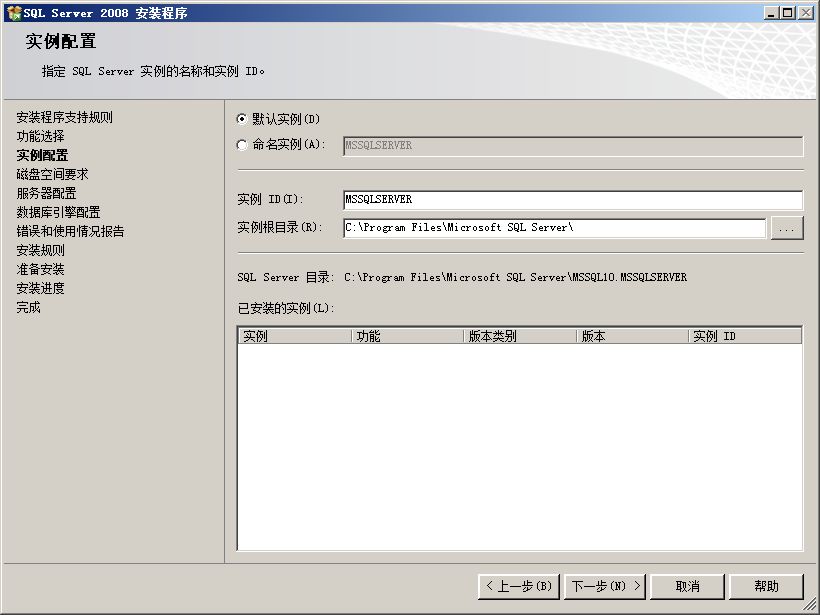 SQL Server 2008 安装程序
实例配置
指定 SQL Server 实例的名称和实例 ID。
安装程序支持规则
功能选择
实例配置
磁盘空间要求
服务器配置
数据库引擎配置
错误和使用情况报告
安装规则
准备安装
安装进度
完成
默认实例(D)
命名实例(A): MSSQLSERVER
实例 ID(I): MSSQLSERVER
实例根目录(R): C:\Program Files\Microsoft SQL Server\ ...
SQL Server 目录: C:\Program Files\Microsoft SQL Server\MSSQL10.MSSQLSERVER
已安装的实例(L):
实例 功能 版本类别 版本 实例 ID
< 上一步(B) 下一步(N) > 取消 帮助